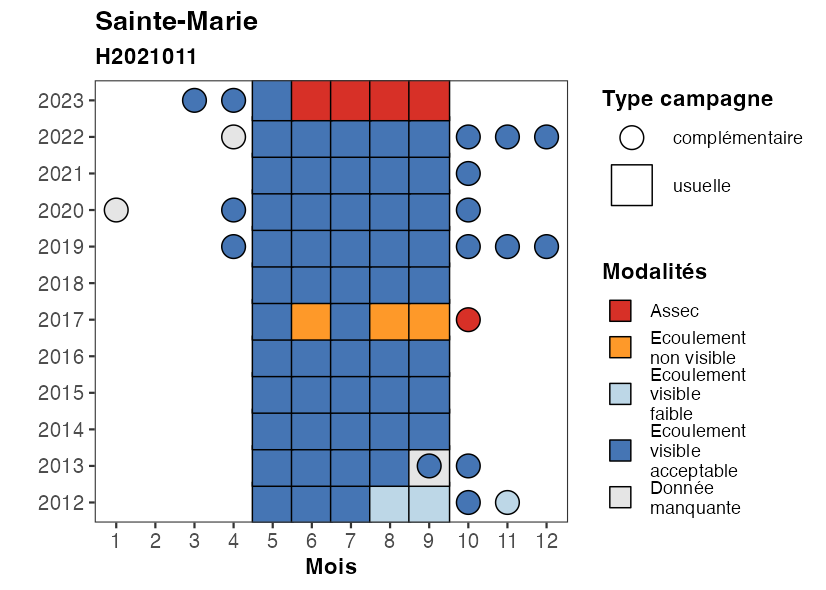 Sainte-Marie
H2021011
2023
2022
2021
2020
2019
2018
2017
2016
2015
2014
2013
2012
1 2 3 4 5 6 7 8 9 10 11 12
Mois
Type campagne
complémentaire
usuelle
Modalités
Assec
Ecoulement
non visible
Ecoulement
visible
faible
Ecoulement
visible
acceptable
Donnée
manquante